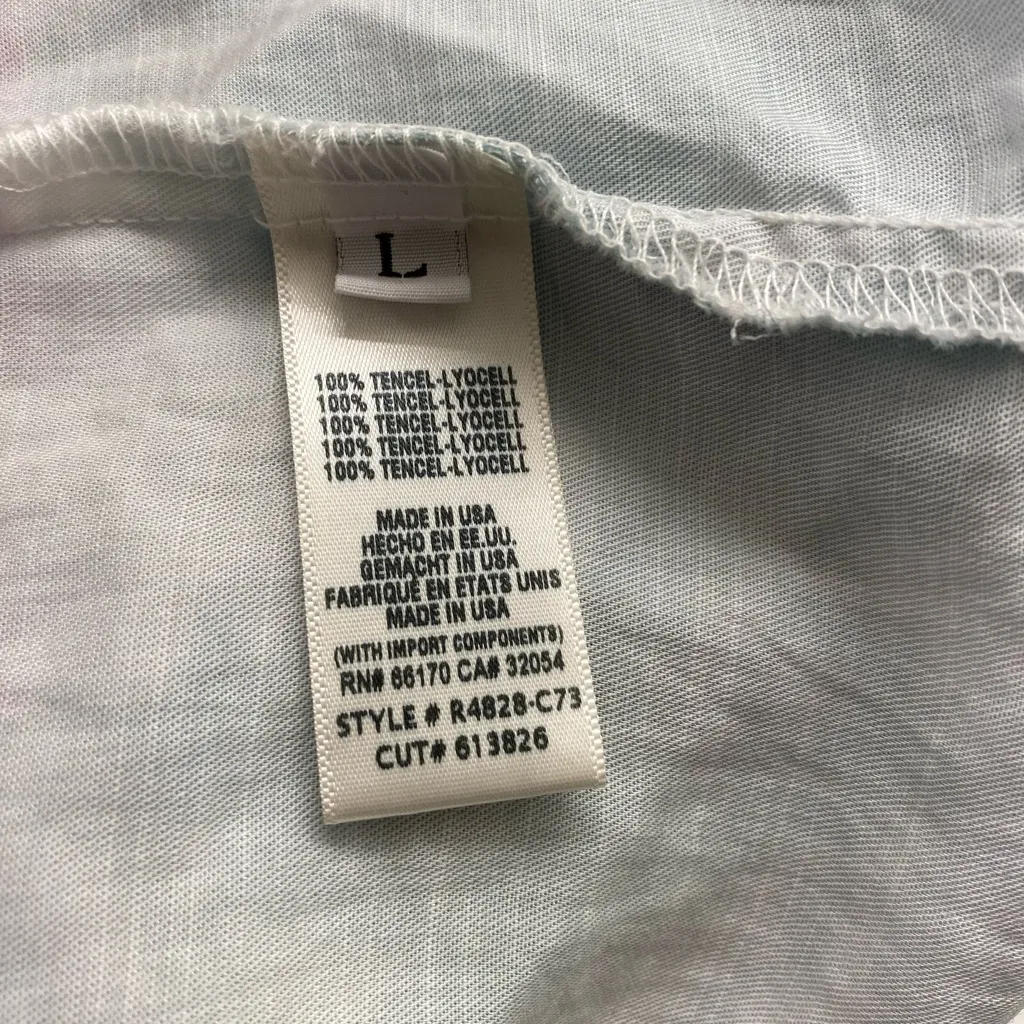 L
100% TENCEL-LYOCELL
100% TENCEL-LYOCELL
100% TENCEL-LYOCELL
100% TENCEL-LYOCELL
100% TENCEL-LYOCELL
MADE IN USA
HECHO EN EE.UU.
GEMACHT IN USA
FABRIQUÉ EN ETATS UNIS
MADE IN USA
(WITH IMPORT COMPONENTS)
RN# 66170 CA# 32054
STYLE # R4828-C73
CUT# 613826